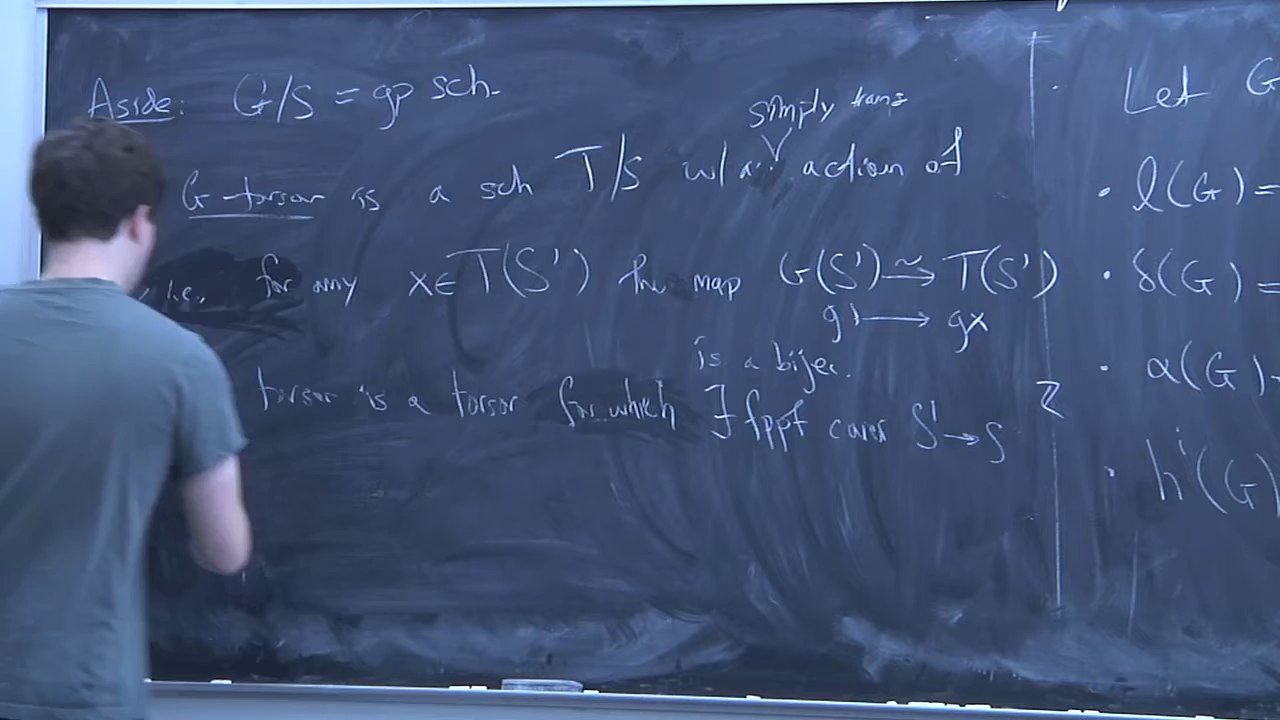 Aside: G/S = gp sch.
simply trans
G-torsor is a sch T/S w/ a action of
i.e., for any x∈T(S') the map G(S') ⥲ T(S')
g ↦ gx
is a bijec.
torsor is a torsor for which ∃ fppf cover S'→S
Let G
• l(G)=
• δ(G)=
• α(G)=
• hⁱ(G)